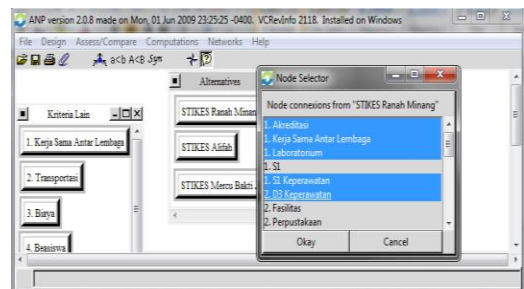 ANP version 2.0.8 made on Mon, 01 Jun 2009 23:25:25 -0400. VCRevInfo 2118. Installed on Windows
File Design Assess/Compare Computations Networks Help
a<b A<B Syn
Alternatives
STIKES Ranah Minan
STIKES Alifah
STIKES Mercu Bakti
Kriteria Lain
1. Kerja Sama Antar Lembaga
2. Transportasi
3. Biaya
4. Beasiswa
Node Selector
Node connexions from "STIKES Ranah Minang"
1. Akreditasi
1. Kerja Sama Antar Lembaga
1. Laboratorium
1. S1
1. S1 Keperawatan
2. D3 Keperawatan
2. Fasilitas
2. Perpustakaan
Okay Cancel